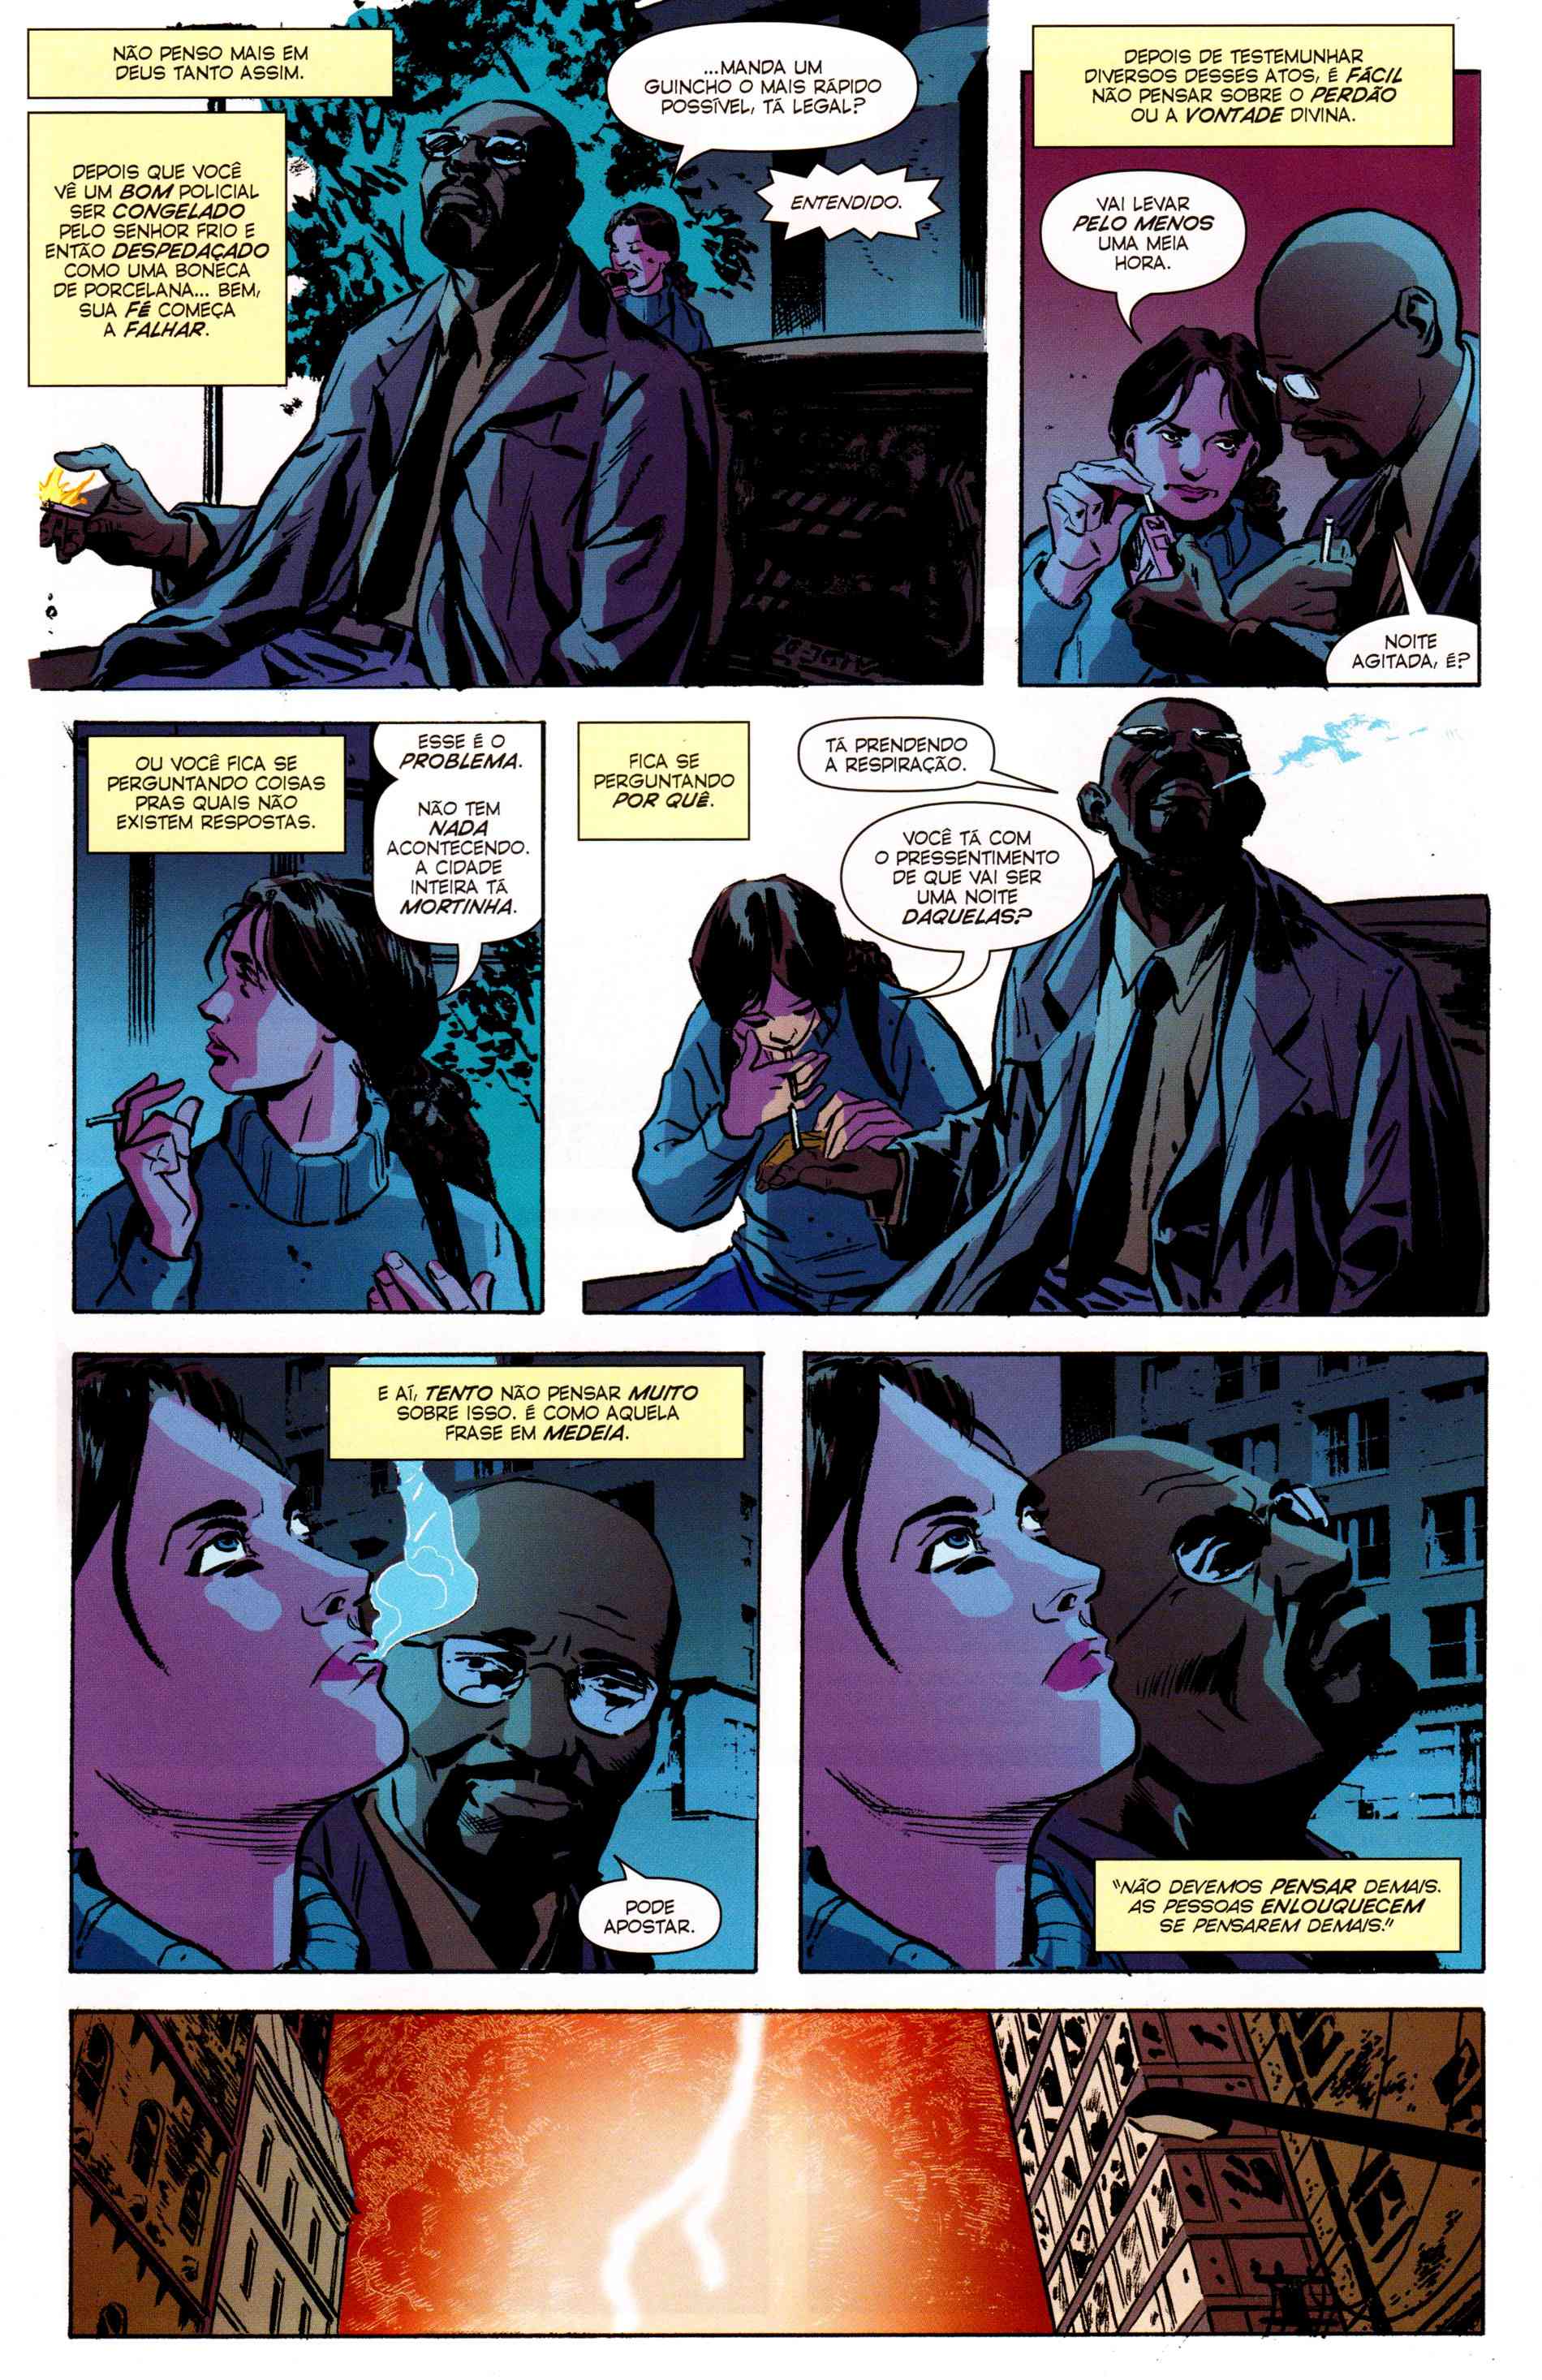 NÃO PENSO MAIS EM
DEUS TANTO ASSIM.
DEPOIS QUE VOCÊ
VÊ UM BOM POLICIAL
SER CONGELADO
PELO SENHOR FRIO E
ENTÃO DESPEDAÇADO
COMO UMA BONECA
DE PORCELANA... BEM,
SUA FÉ COMEÇA
A FALHAR.
...MANDA UM
GUINCHO O MAIS RÁPIDO
POSSÍVEL, TÁ LEGAL?
ENTENDIDO.
DEPOIS DE TESTEMUNHAR
DIVERSOS DESSES ATOS, É FÁCIL
NÃO PENSAR SOBRE O PERDÃO
OU A VONTADE DIVINA.
VAI LEVAR
PELO MENOS
UMA MEIA
HORA.
NOITE
AGITADA, É?
OU VOCÊ FICA SE
PERGUNTANDO COISAS
PRAS QUAIS NÃO
EXISTEM RESPOSTAS.
ESSE É O
PROBLEMA.
NÃO TEM
NADA
ACONTECENDO.
A CIDADE
INTEIRA TÁ
MORTINHA.
FICA SE
PERGUNTANDO
POR QUÊ.
TÁ PRENDENDO
A RESPIRAÇÃO.
VOCÊ TÁ COM
O PRESSENTIMENTO
DE QUE VAI SER
UMA NOITE
DAQUELAS?
E AÍ, TENTO NÃO PENSAR MUITO
SOBRE ISSO. É COMO AQUELA
FRASE EM MEDEIA.
PODE
APOSTAR.
"NÃO DEVEMOS PENSAR DEMAIS.
AS PESSOAS ENLOUQUECEM
SE PENSAREM DEMAIS."